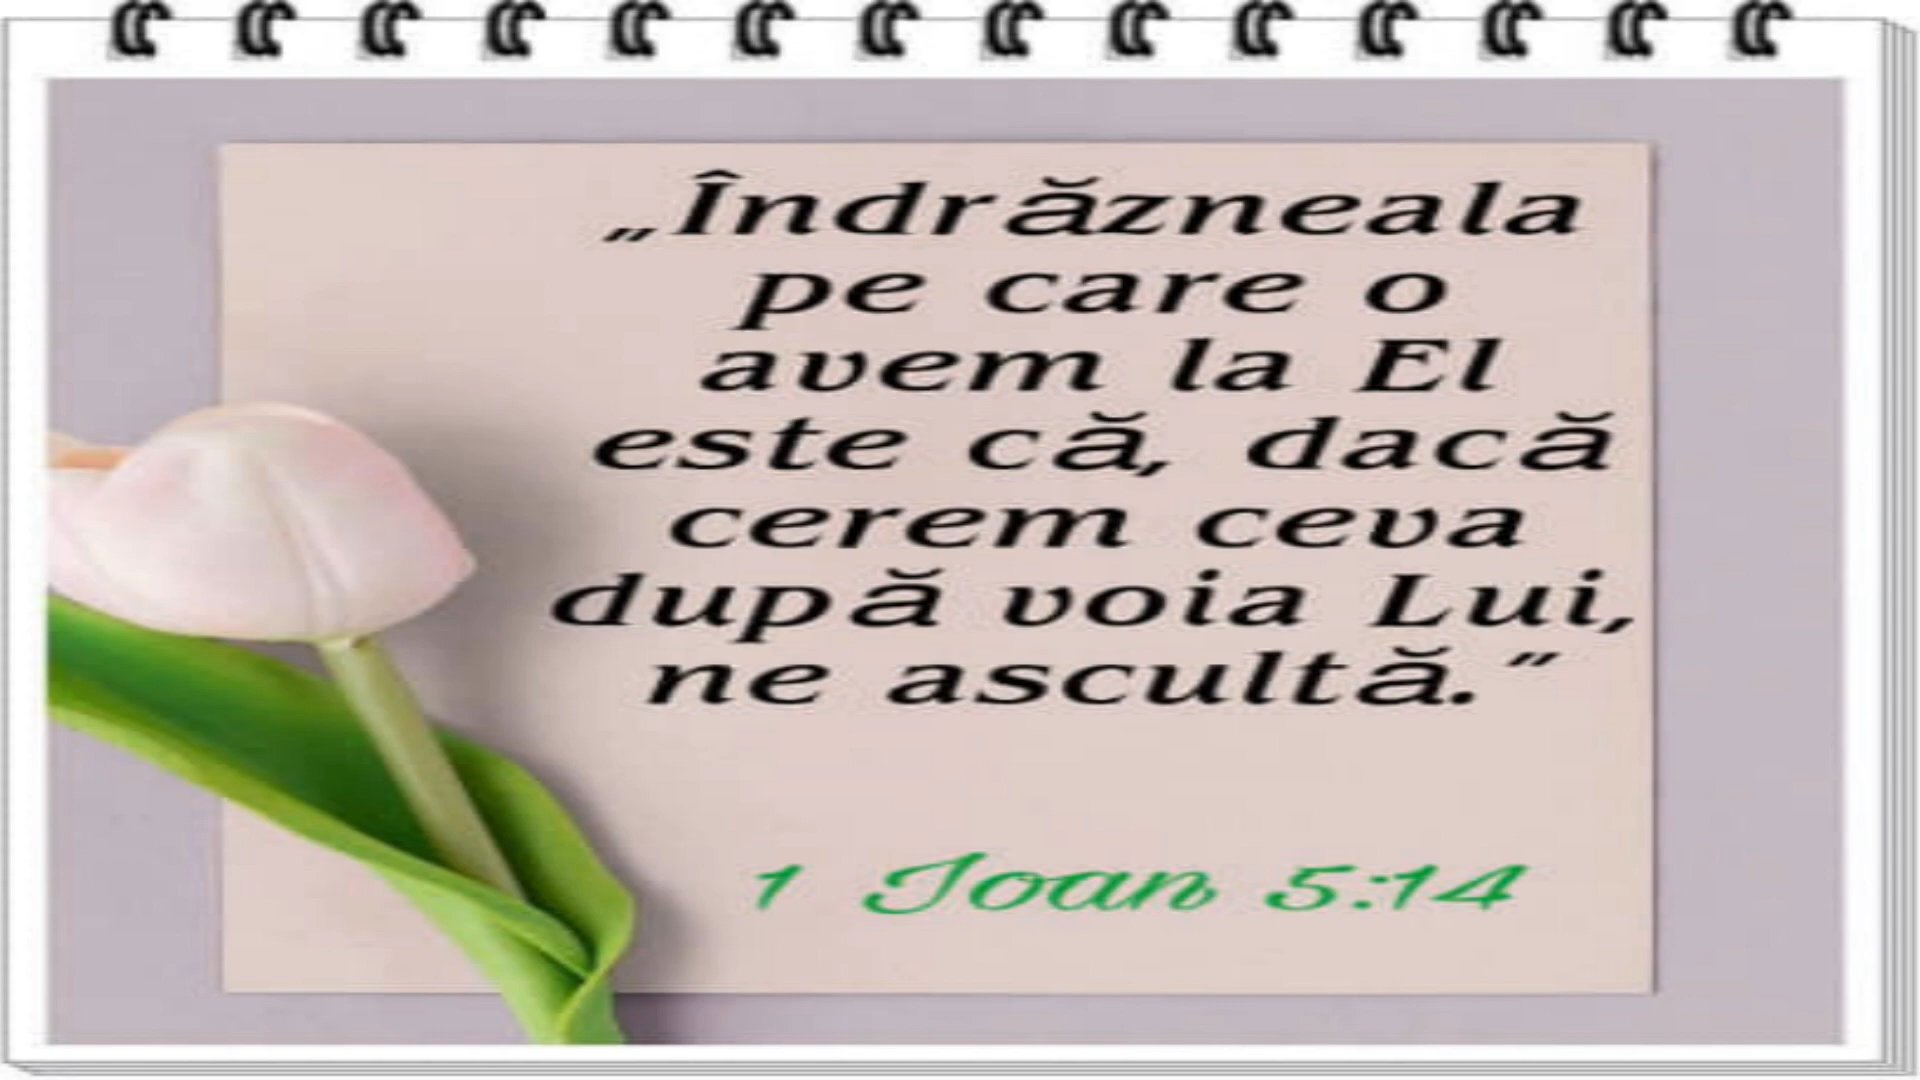 „Îndrăzneala
pe care o
avem la El
este că, dacă
cerem ceva
după voia Lui,
ne ascultă.”
1 Ioan 5:14